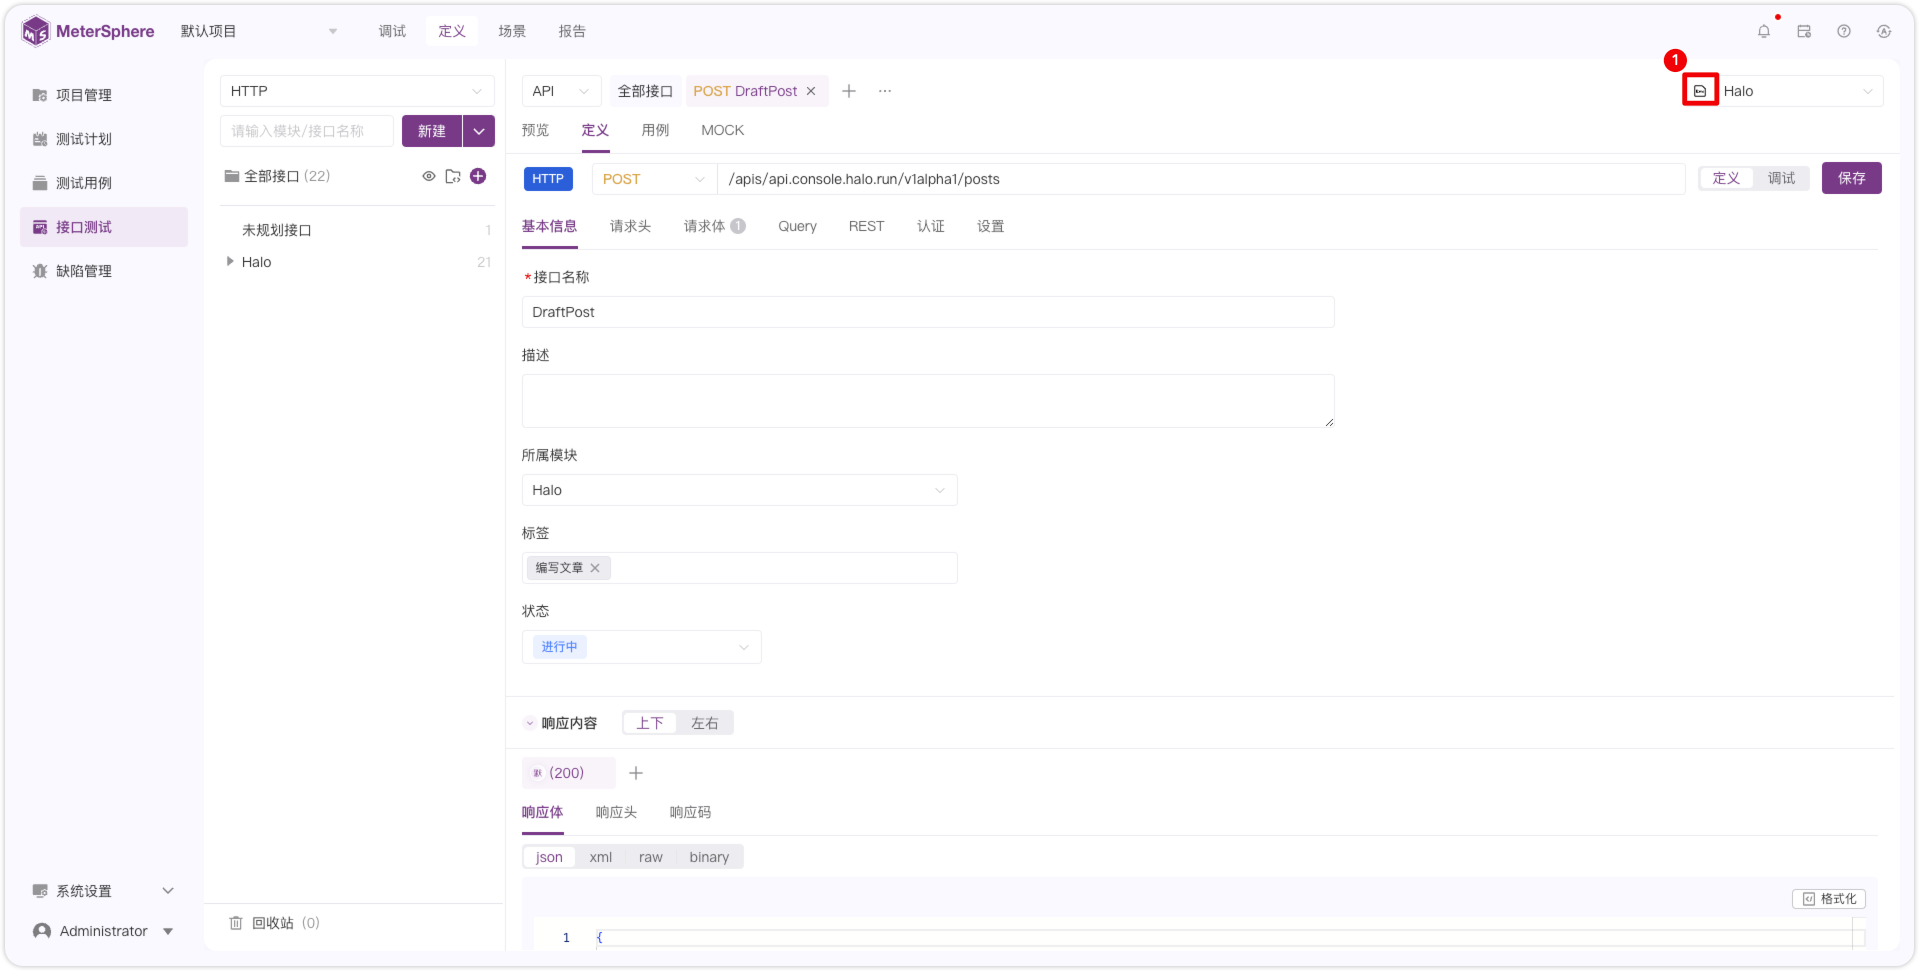 MeterSphere
默认项目
调试
定义
场景
报告
项目管理
测试计划
测试用例
接口测试
缺陷管理
系统设置
Administrator
HTTP
请输入模块/接口名称
新建
全部接口 (22)
未规划接口 1
Halo 21
回收站 (0)
API
全部接口
POST DraftPost
1
Halo
预览
定义
用例
MOCK
HTTP
POST
/apis/api.console.halo.run/v1alpha1/posts
定义
调试
保存
基本信息
请求头
请求体 1
Query
REST
认证
设置
*接口名称
DraftPost
描述
所属模块
Halo
标签
编写文章
状态
进行中
响应内容
上下
左右
(200)
响应体
响应头
响应码
json
xml
raw
binary
格式化
1 {